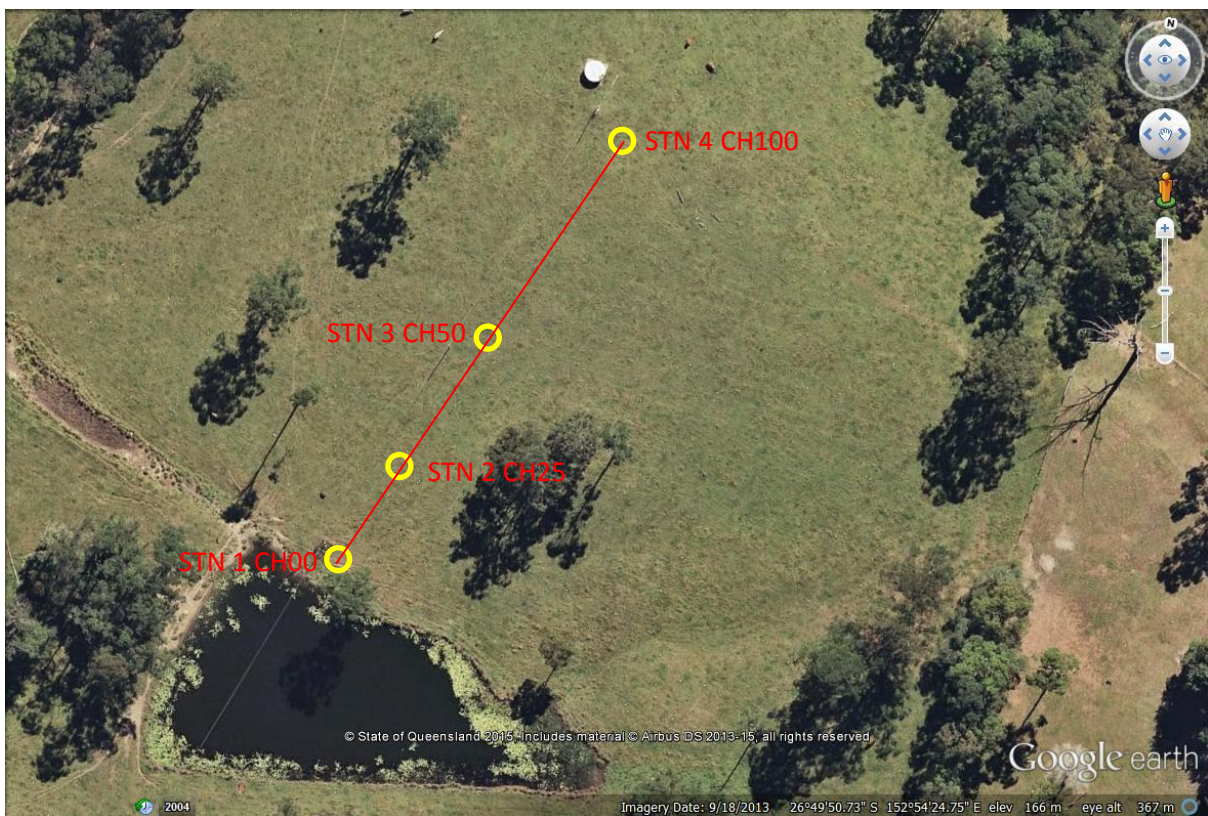 N
STN 4 CH100
STN 3 CH50
STN 2 CH25
STN 1 CH00
© State of Queensland 2015, Includes material © Airbus DS 2013-15, all rights reserved
Google earth
2004
Imagery Date: 9/18/2013 26°49'50.73" S 152°54'24.75" E elev 166 m eye alt 367 m